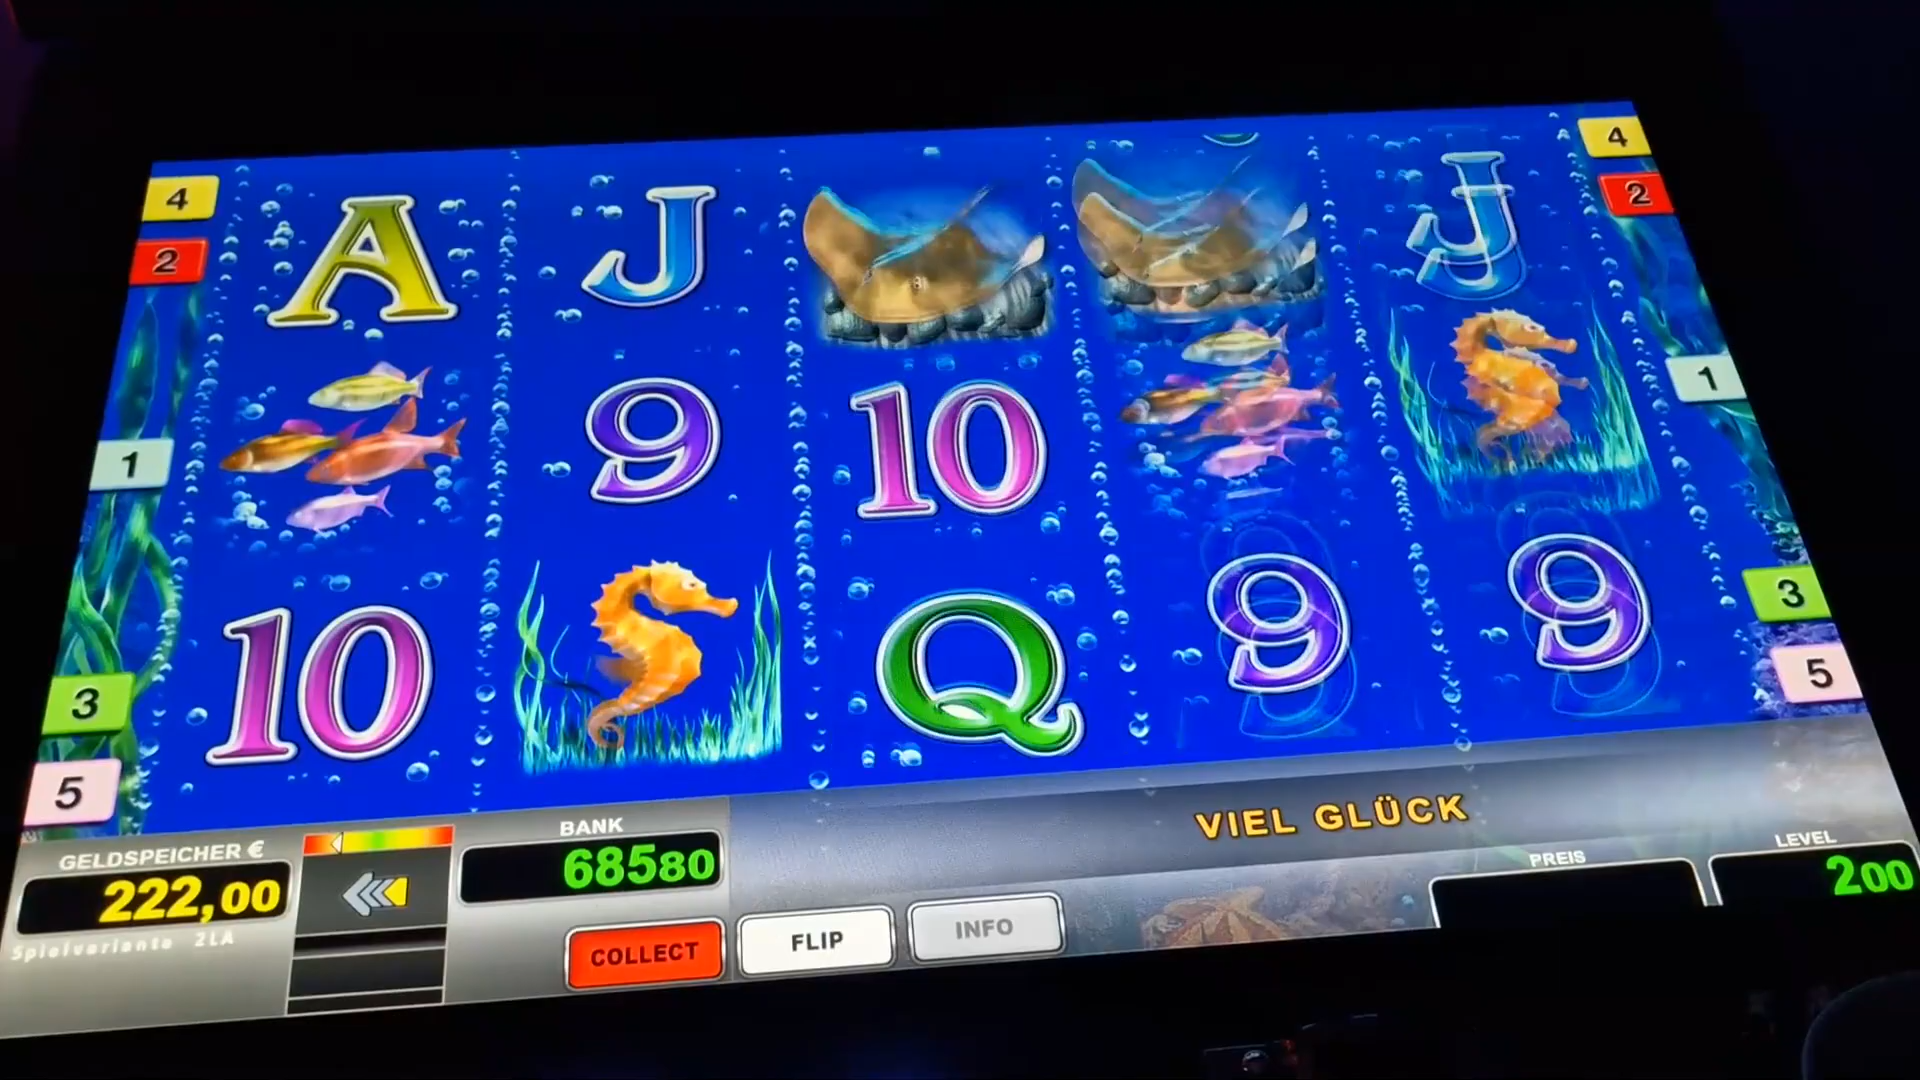 4
4
2
2
A
J
J
1
1
9
10
3
3
10
Q
9
9
5
5
VIEL GLÜCK
GELDSPEICHER €
222,00
Spielvariante 2LA
BANK
68580
PREIS
LEVEL
200
COLLECT
FLIP
INFO